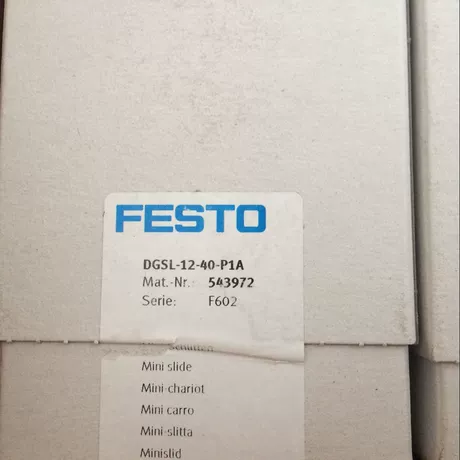 FESTO
DGSL-12-40-P1A
Mat.-Nr.: 543972
Serie: F602
Mini slide
Mini-chariot
Mini carro
Mini-slitta
Minislid